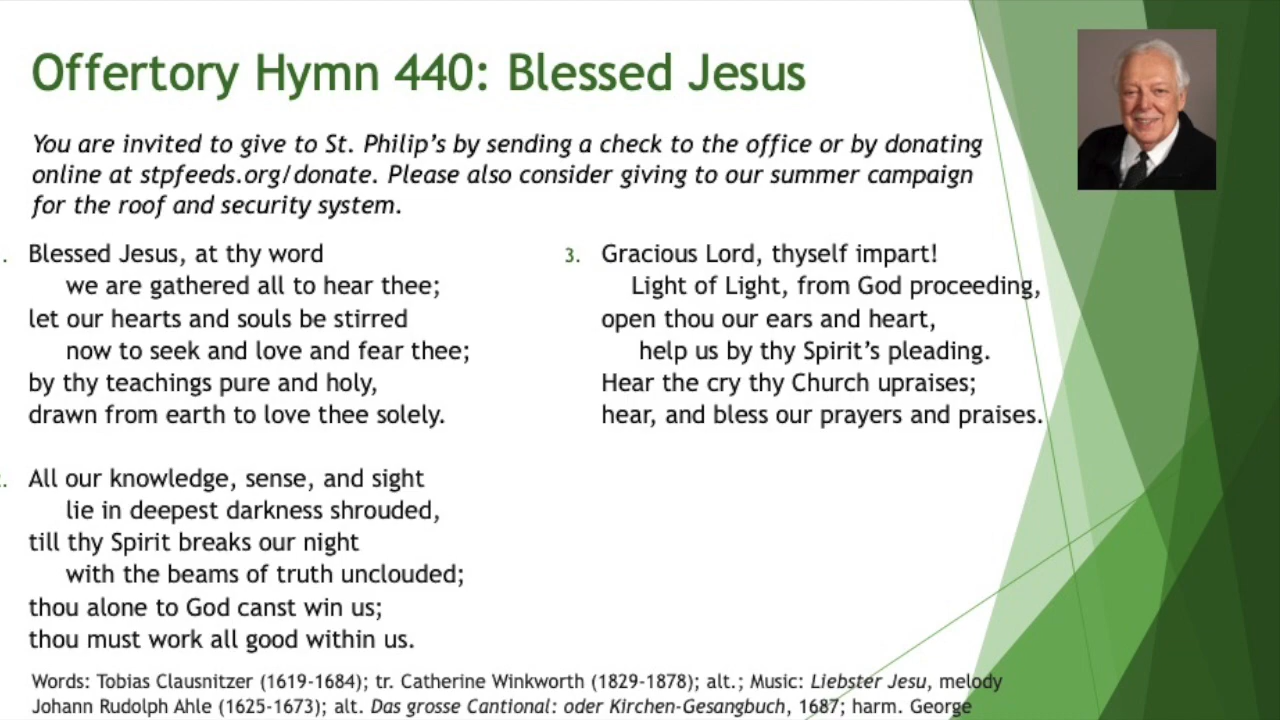 Offertory Hymn 440: Blessed Jesus
You are invited to give to St. Philip’s by sending a check to the office or by donating
online at stpfeeds.org/donate. Please also consider giving to our summer campaign
for the roof and security system.
. Blessed Jesus, at thy word
we are gathered all to hear thee;
let our hearts and souls be stirred
now to seek and love and fear thee;
by thy teachings pure and holy,
drawn from earth to love thee solely.
. All our knowledge, sense, and sight
lie in deepest darkness shrouded,
till thy Spirit breaks our night
with the beams of truth unclouded;
thou alone to God canst win us;
thou must work all good within us.
3. Gracious Lord, thyself impart!
Light of Light, from God proceeding,
open thou our ears and heart,
help us by thy Spirit’s pleading.
Hear the cry thy Church upraises;
hear, and bless our prayers and praises.
Words: Tobias Clausnitzer (1619-1684); tr. Catherine Winkworth (1829-1878); alt.; Music: Liebster Jesu, melody
Johann Rudolph Ahle (1625-1673); alt. Das grosse Cantional: oder Kirchen-Gesangbuch, 1687; harm. George